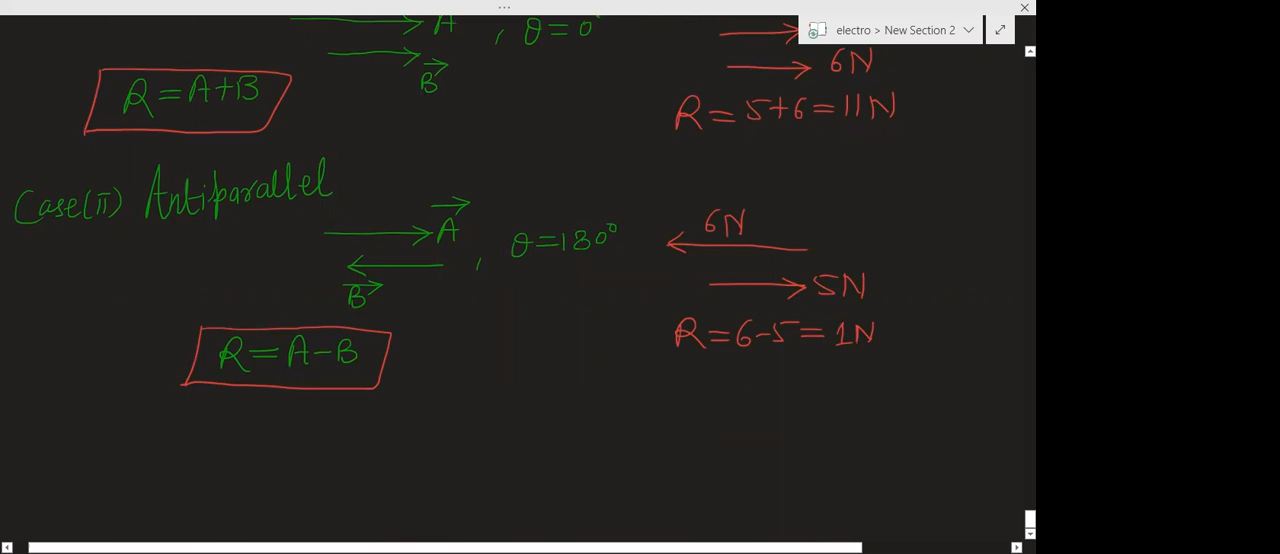 A⃗ , θ = 0°
electro > New Section 2
B⃗
6N
R = A + B
R = 5 + 6 = 11N
Case (ii) Antiparallel
A⃗ , θ = 180°
B⃗
6N
5N
R = A - B
R = 6 - 5 = 1N